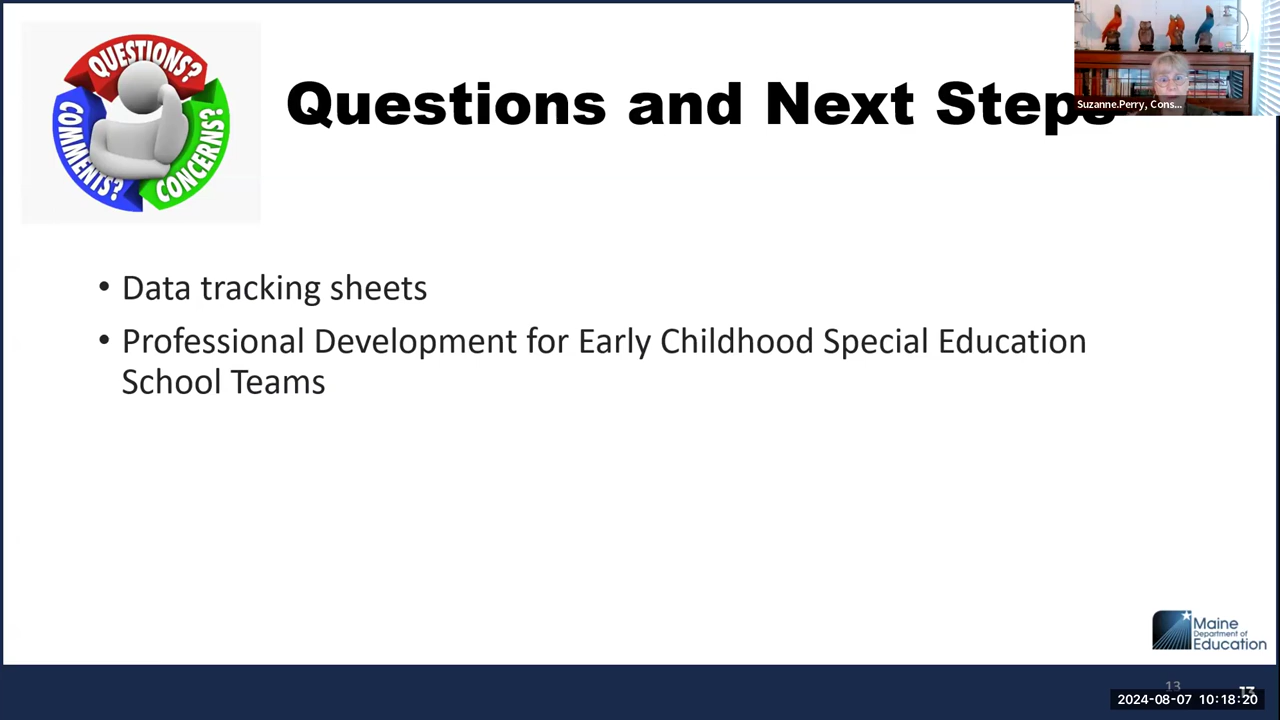 QUESTIONS?
COMMENTS?
CONCERNS?
Questions and Next Steps
Suzanne.Perry, Cons...
• Data tracking sheets
• Professional Development for Early Childhood Special Education
School Teams
Maine
Department of
Education
13
13
2024-08-07 10:18:20